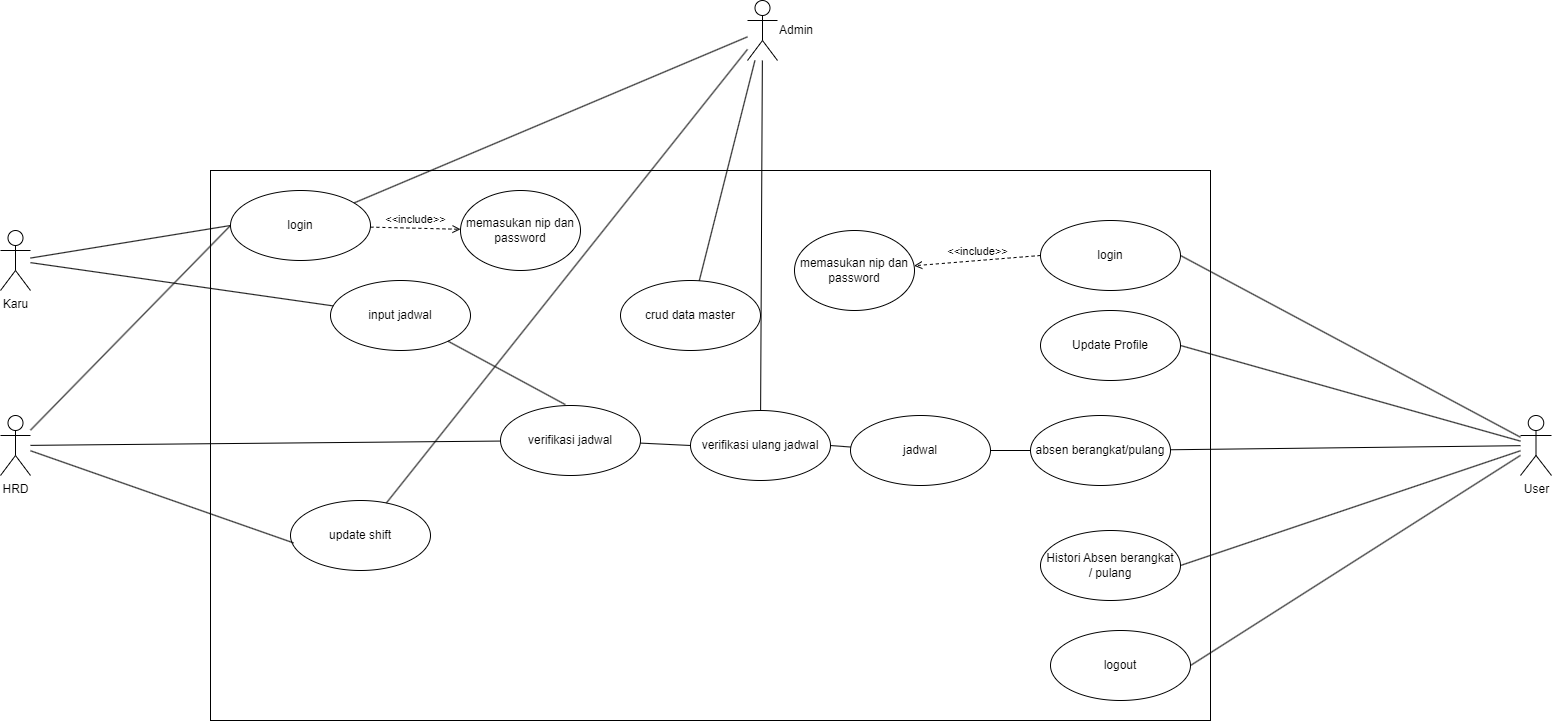 Admin
login
<<include>>
memasukan nip dan
password
Karu
input jadwal
crud data master
memasukan nip dan
password
<<include>>
login
Update Profile
HRD
verifikasi jadwal
verifikasi ulang jadwal
jadwal
absen berangkat/pulang
User
update shift
Histori Absen berangkat
/ pulang
logout